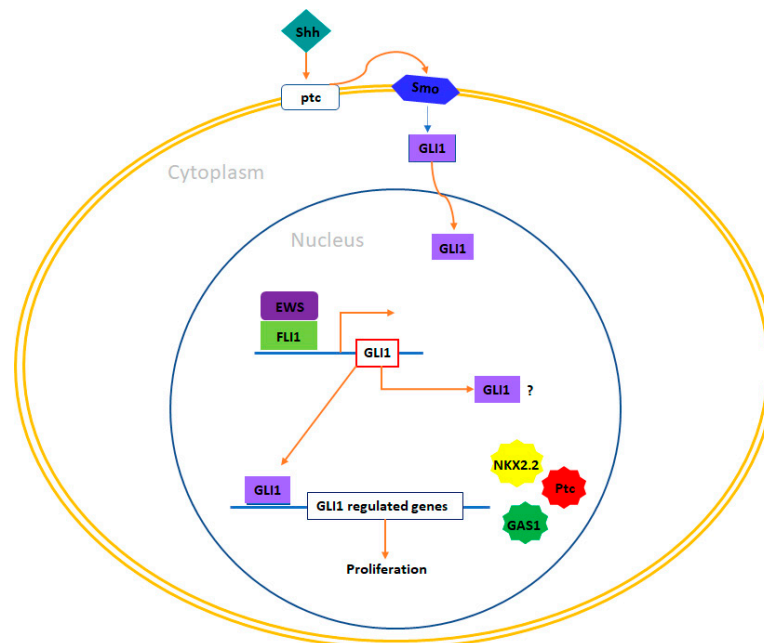 Shh
ptc
Smo
GLI1
Cytoplasm
Nucleus
GLI1
EWS
FLI1
GLI1
GLI1 ?
NKX2.2
Ptc
GLI1
GLI1 regulated genes
GAS1
Proliferation